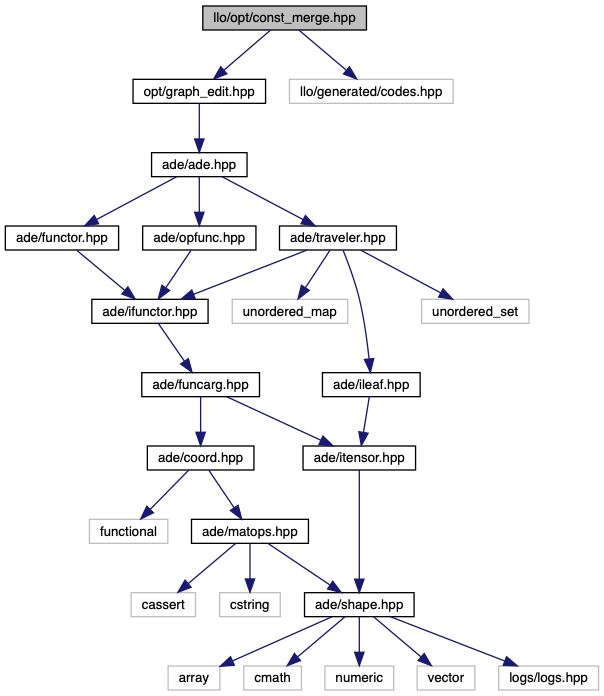 llo/opt/const_merge.hpp
opt/graph_edit.hpp
llo/generated/codes.hpp
ade/ade.hpp
ade/functor.hpp
ade/opfunc.hpp
ade/traveler.hpp
ade/ifunctor.hpp
unordered_map
unordered_set
ade/funcarg.hpp
ade/ileaf.hpp
ade/coord.hpp
ade/itensor.hpp
functional
ade/matops.hpp
cassert
cstring
ade/shape.hpp
array
cmath
numeric
vector
logs/logs.hpp